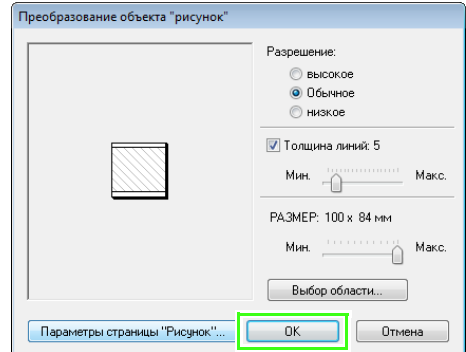 Преобразование объекта "рисунок"
Разрешение:
высокое
Обычное
низкое
Толщина линий: 5
Мин. Макс.
РАЗМЕР: 100 x 84 мм
Мин. Макс.
Выбор области...
Параметры страницы "Рисунок"... OK Отмена